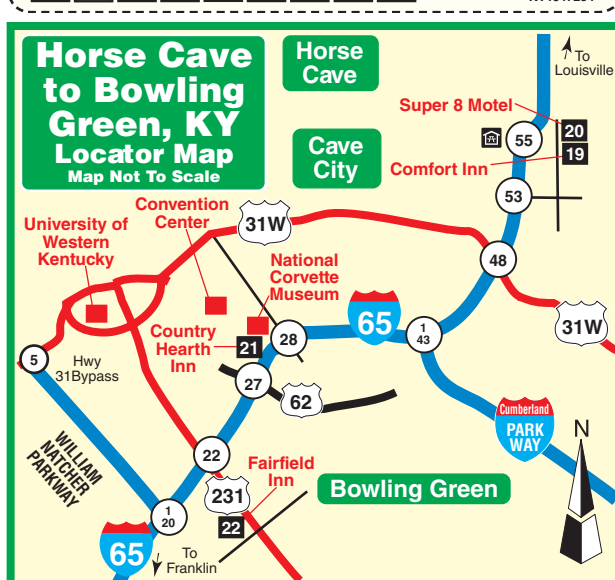 Horse Cave
to Bowling
Green, KY
Locator Map
Map Not To Scale
Horse
Cave
Cave
City
To
Louisville
Super 8 Motel
20
55
19
Comfort Inn
53
University of
Western
Kentucky
Convention
Center
31W
48
National
Corvette
Museum
65
31W
Country
Hearth
Inn
21
28
1
43
5
Hwy
31Bypass
27
62
Cumberland
PARK
WAY
N
WILLIAM
NATCHER
PARKWAY
22
Fairfield
Inn
231
22
Bowling Green
1
20
65
To
Franklin